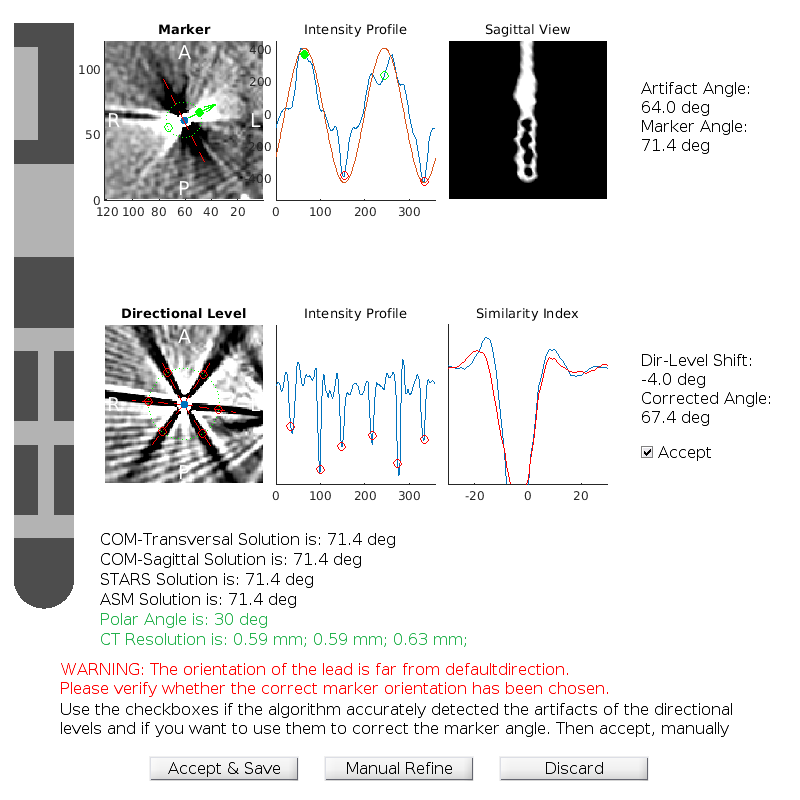 Marker
Intensity Profile
Sagittal View
A
R
L
P
100
50
0
120 100 80 60 40 20
400
200
0
0 100 200 300
Artifact Angle:
64.0 deg
Marker Angle:
71.4 deg
Directional Level
Intensity Profile
Similarity Index
A
R
P
0 100 200 300
-20 0 20
Dir-Level Shift:
-4.0 deg
Corrected Angle:
67.4 deg
Accept
COM-Transversal Solution is: 71.4 deg
COM-Sagittal Solution is: 71.4 deg
STARS Solution is: 71.4 deg
ASM Solution is: 71.4 deg
Polar Angle is: 30 deg
CT Resolution is: 0.59 mm; 0.59 mm; 0.63 mm;
WARNING: The orientation of the lead is far from defaultdirection.
Please verify whether the correct marker orientation has been chosen.
Use the checkboxes if the algorithm accurately detected the artifacts of the directional
levels and if you want to use them to correct the marker angle. Then accept, manually
Accept & Save
Manual Refine
Discard